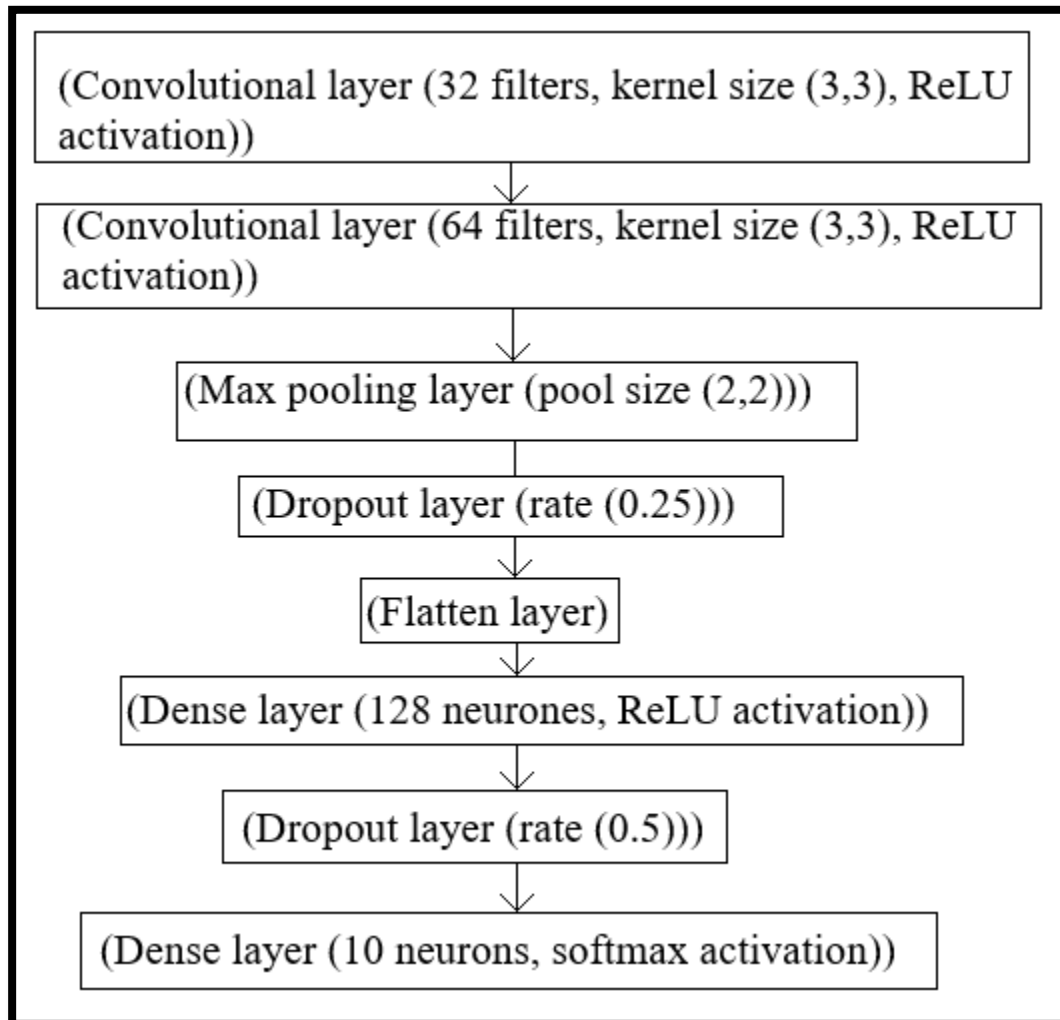 (Convolutional layer (32 filters, kernel size (3,3), ReLU
activation))
(Convolutional layer (64 filters, kernel size (3,3), ReLU
activation))
(Max pooling layer (pool size (2,2)))
(Dropout layer (rate (0.25)))
(Flatten layer)
(Dense layer (128 neurones, ReLU activation))
(Dropout layer (rate (0.5)))
(Dense layer (10 neurons, softmax activation))